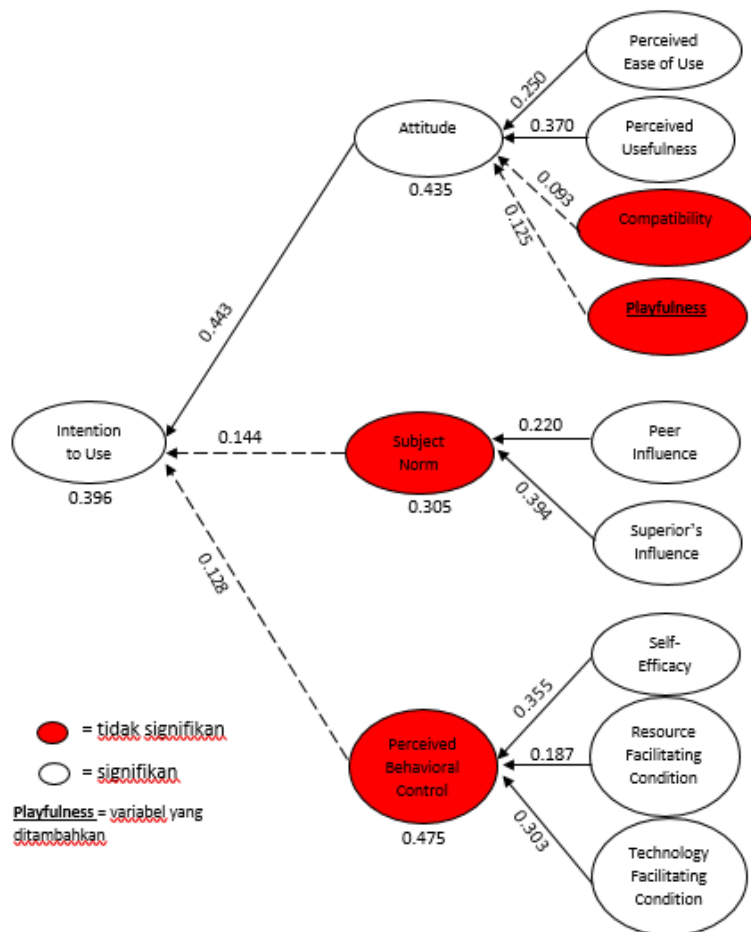 Perceived
Ease of Use
0.250
Attitude
0.370
Perceived
Usefulness
0.435
0.093
Compatibility
0.125
Playfulness
0.443
Intention
to Use
0.396
0.144
Subject
Norm
0.305
0.220
Peer
Influence
0.394
Superior's
Influence
0.128
Self-
Efficacy
0.355
Perceived
Behavioral
Control
0.475
0.187
Resource
Facilitating
Condition
0.303
Technology
Facilitating
Condition
= tidak signifikan
= signifikan
Playfulness = variabel yang
ditambahkan